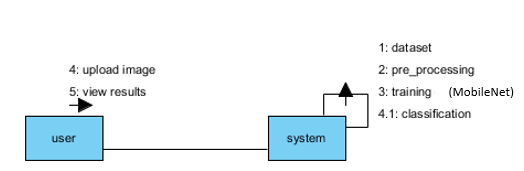 1: dataset
4: upload image
2: pre_processing
5: view results
3: training (MobileNet)
4.1: classification
user
system